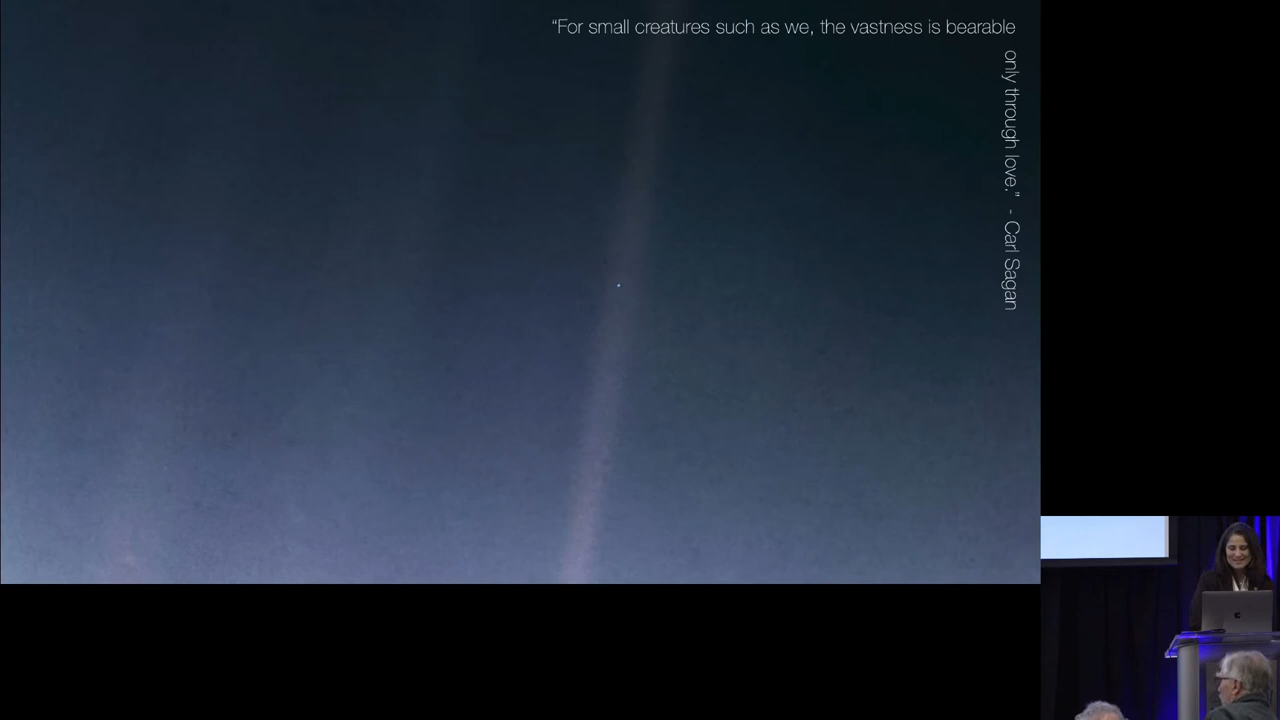 “For small creatures such as we, the vastness is bearable
only through love.” - Carl Sagan